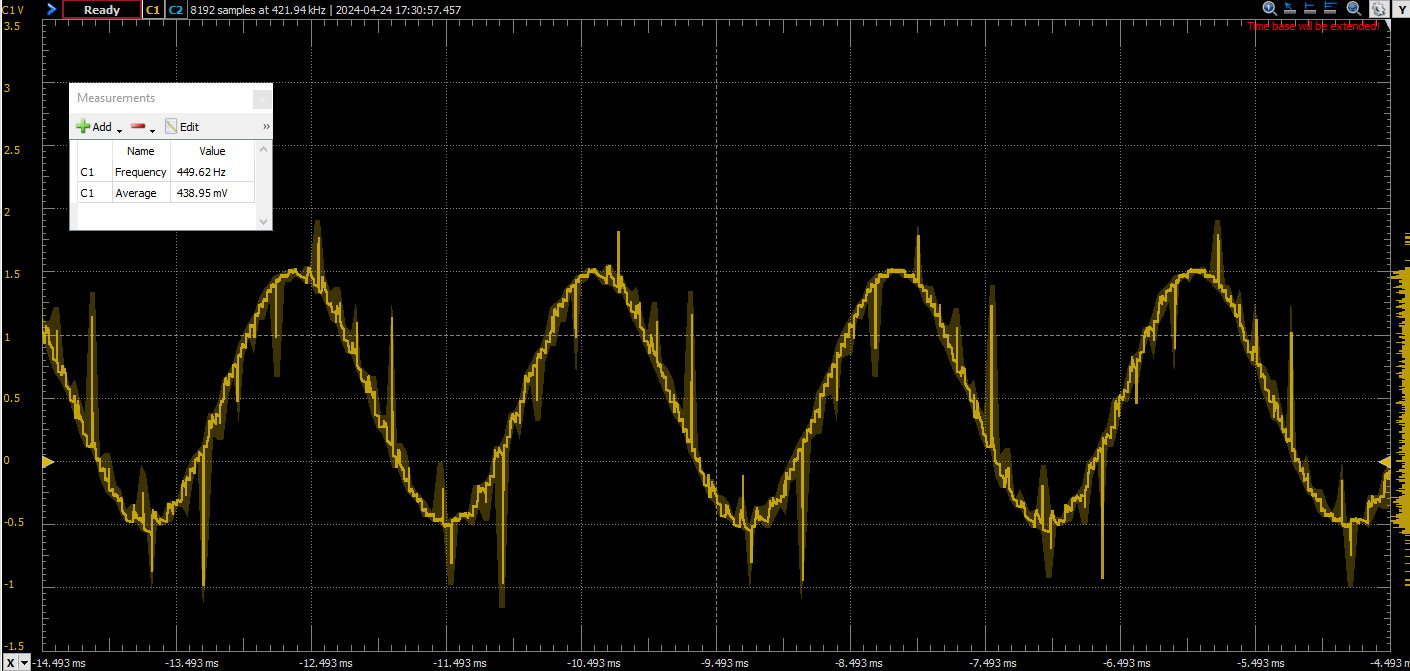 C1 V Ready C1 C2 8192 samples at 421.94 kHz | 2024-04-24 17:30:57.457 Y
Time base will be extended!
3.5
3
Measurements
Add Edit »
2.5
Name Value
C1 Frequency 449.62 Hz
C1 Average 438.95 mV
2
1.5
1
0.5
0
-0.5
-1
-1.5
X -14.493 ms -13.493 ms -12.493 ms -11.493 ms -10.493 ms -9.493 ms -8.493 ms -7.493 ms -6.493 ms -5.493 ms -4.493 m